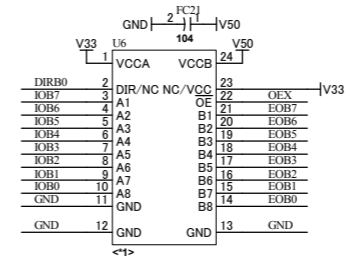 FC21
GND 2 1 V50
104
V33 U6 V50
1 VCCA VCCB 24
DIRB0 2 DIR/NC NC/VCC 23 V33
IOB7 3 A1 OE 22 OEX
IOB6 4 A2 B1 21 EOB7
IOB5 5 A3 B2 20 EOB6
IOB4 6 A4 B3 19 EOB5
IOB3 7 A5 B4 18 EOB4
IOB2 8 A6 B5 17 EOB3
IOB1 9 A7 B6 16 EOB2
IOB0 10 A8 B7 15 EOB1
GND 11 GND B8 14 EOB0
GND 12 GND GND 13 GND
<*1>